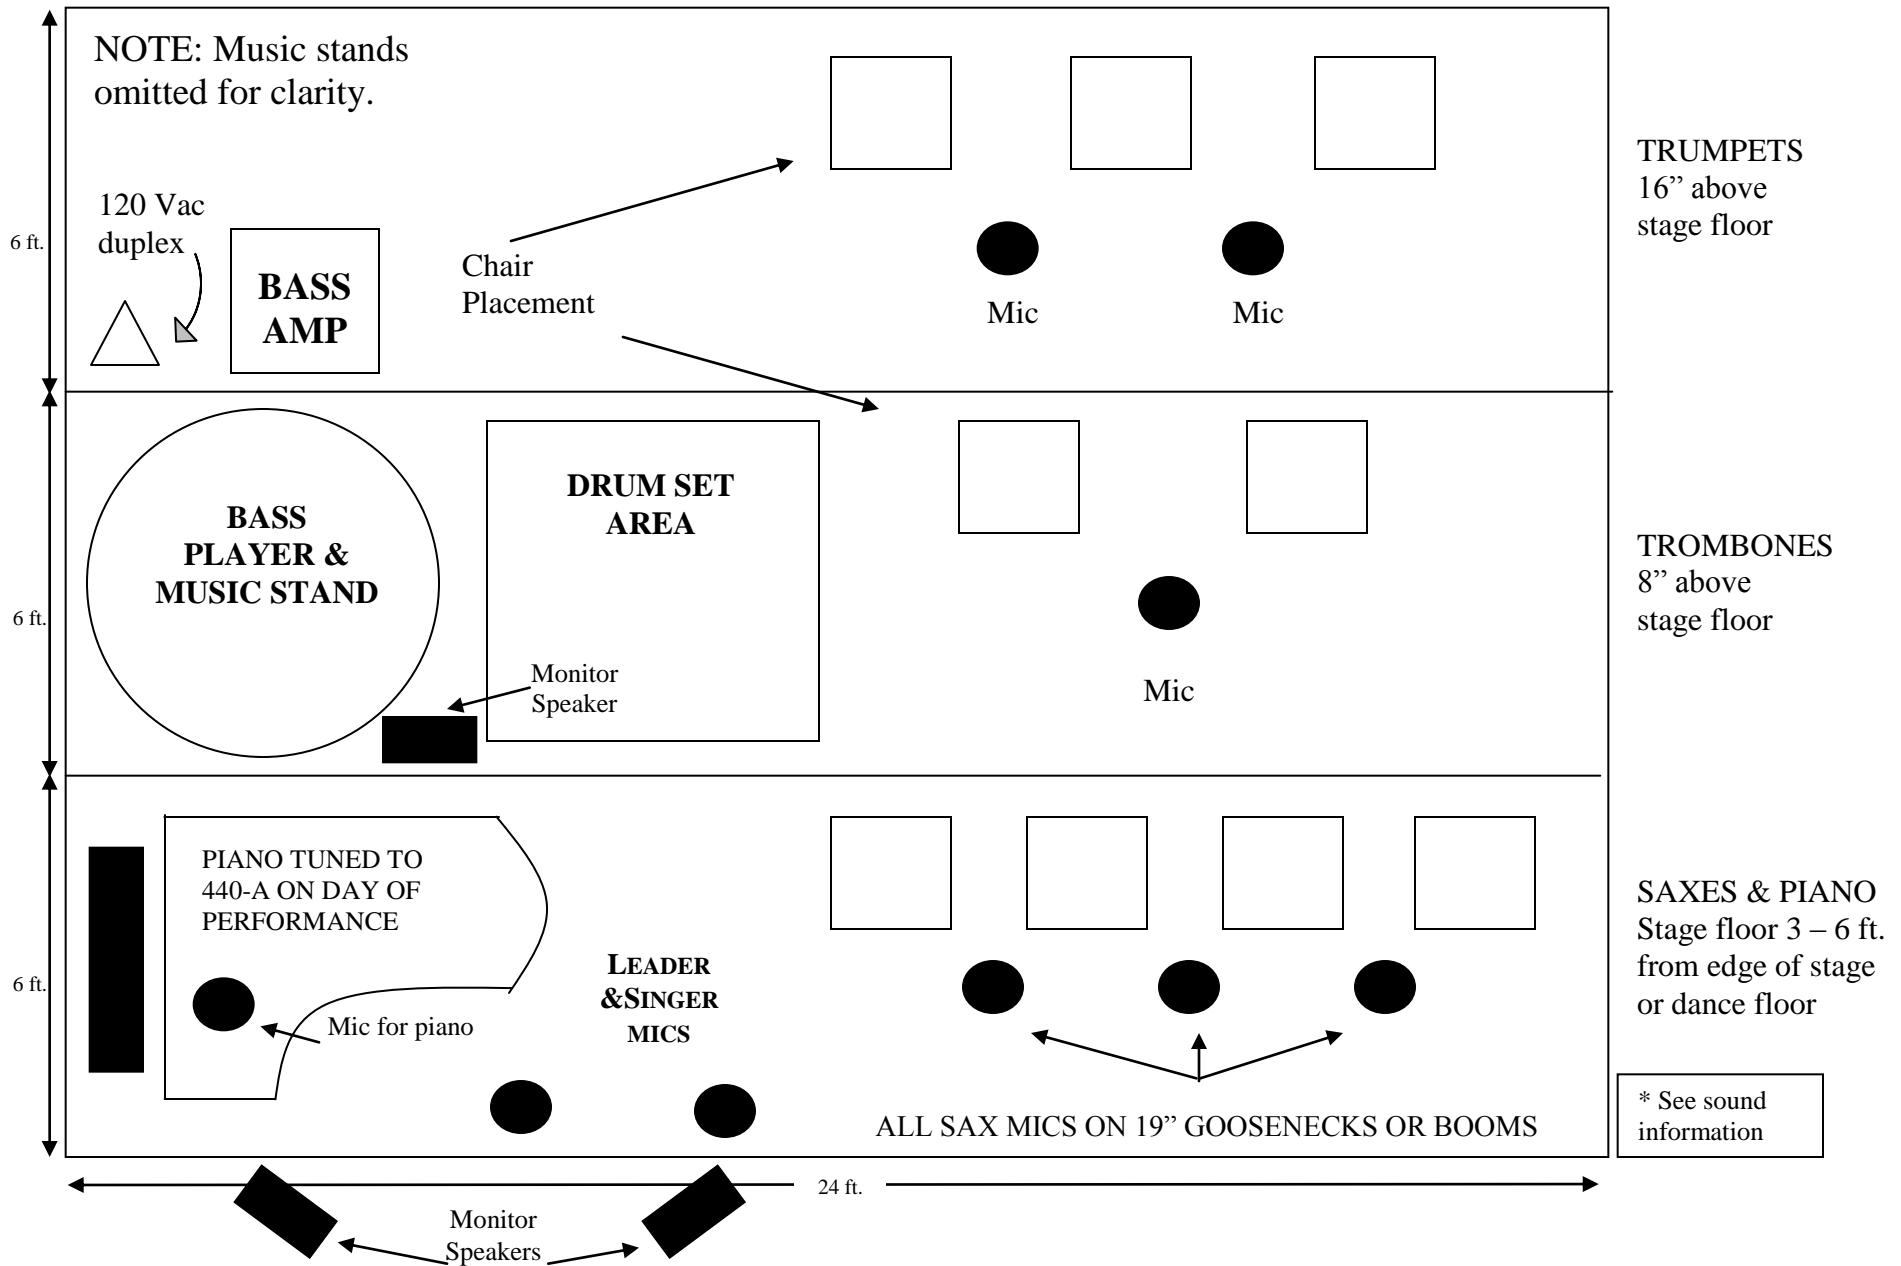 NOTE: Music stands
omitted for clarity.
120 Vac
duplex
BASS
AMP
Chair
Placement
Mic
Mic
TRUMPETS
16” above
stage floor
6 ft.
BASS
PLAYER &
MUSIC STAND
DRUM SET
AREA
Monitor
Speaker
Mic
TROMBONES
8” above
stage floor
6 ft.
PIANO TUNED TO
440-A ON DAY OF
PERFORMANCE
Mic for piano
LEADER
&SINGER
MICS
ALL SAX MICS ON 19” GOOSENECKS OR BOOMS
SAXES & PIANO
Stage floor 3 – 6 ft.
from edge of stage
or dance floor
6 ft.
* See sound
information
24 ft.
Monitor
Speakers